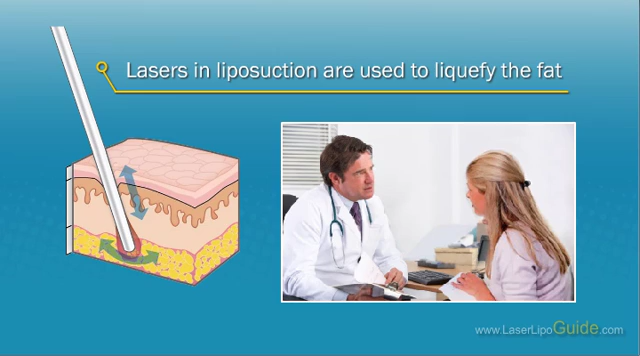 Lasers in liposuction are used to liquefy the fat
www.LaserLipoGuide.com